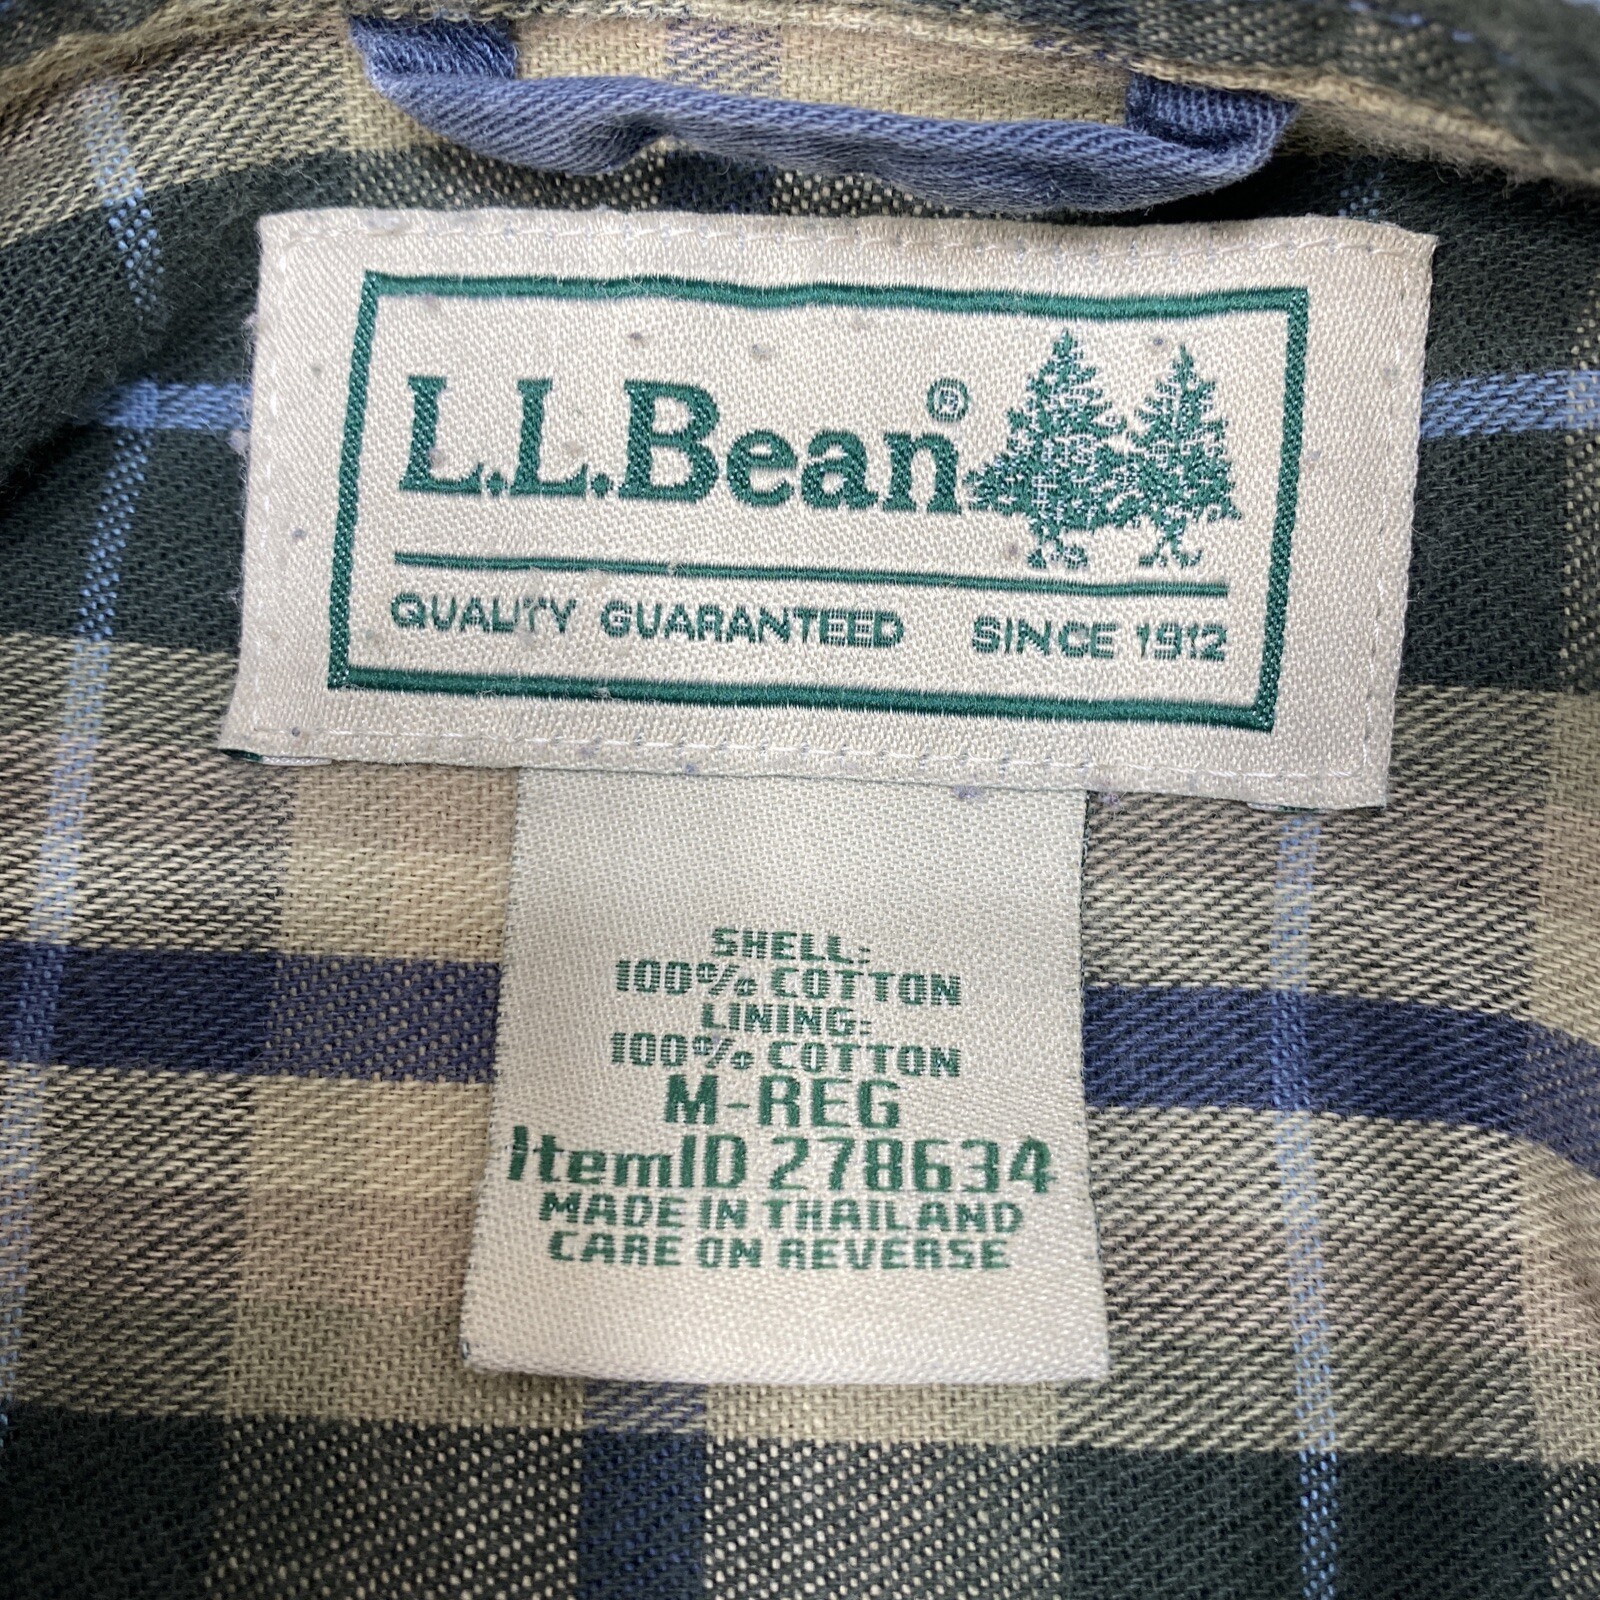 L.L.Bean®
QUALITY GUARANTEED SINCE 1912
SHELL:
100% COTTON
LINING:
100% COTTON
M-REG
ItemID 278634
MADE IN THAILAND
CARE ON REVERSE